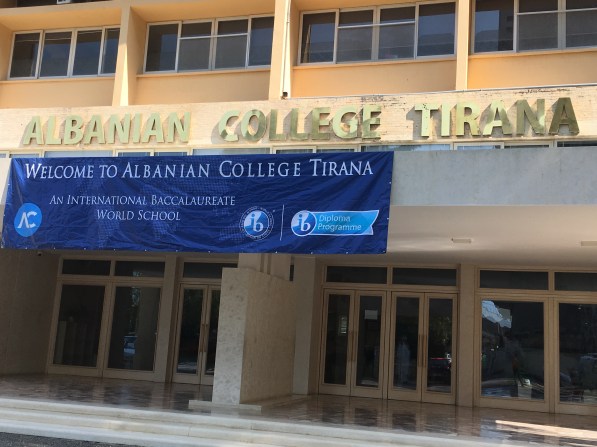 ALBANIAN COLLEGE TIRANA
WELCOME TO ALBANIAN COLLEGE TIRANA
AN INTERNATIONAL BACCALAUREATE
WORLD SCHOOL
AC
ib
ib Diploma
Programme